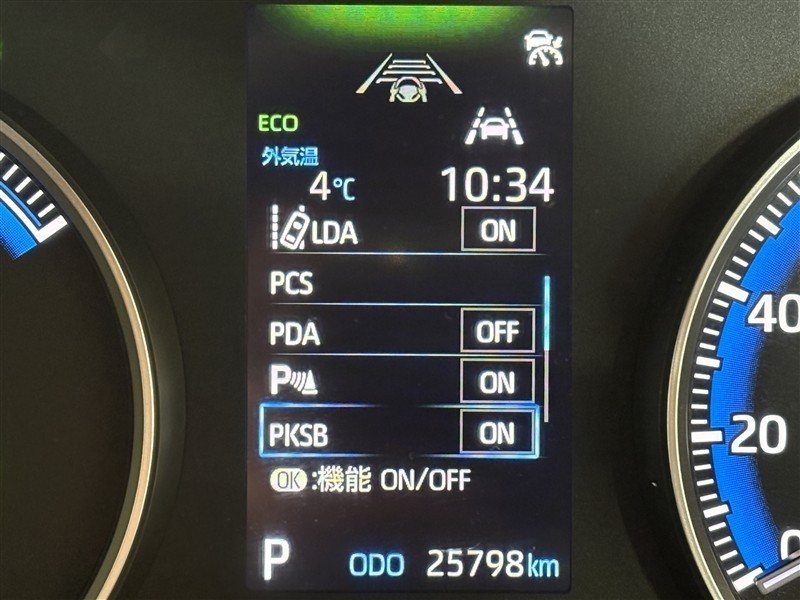 ECO
外気温
4℃ 10:34
LDA ON
PCS
PDA OFF
P ON
PKSB ON
OK:機能 ON/OFF
P ODO 25798km
40
20
0